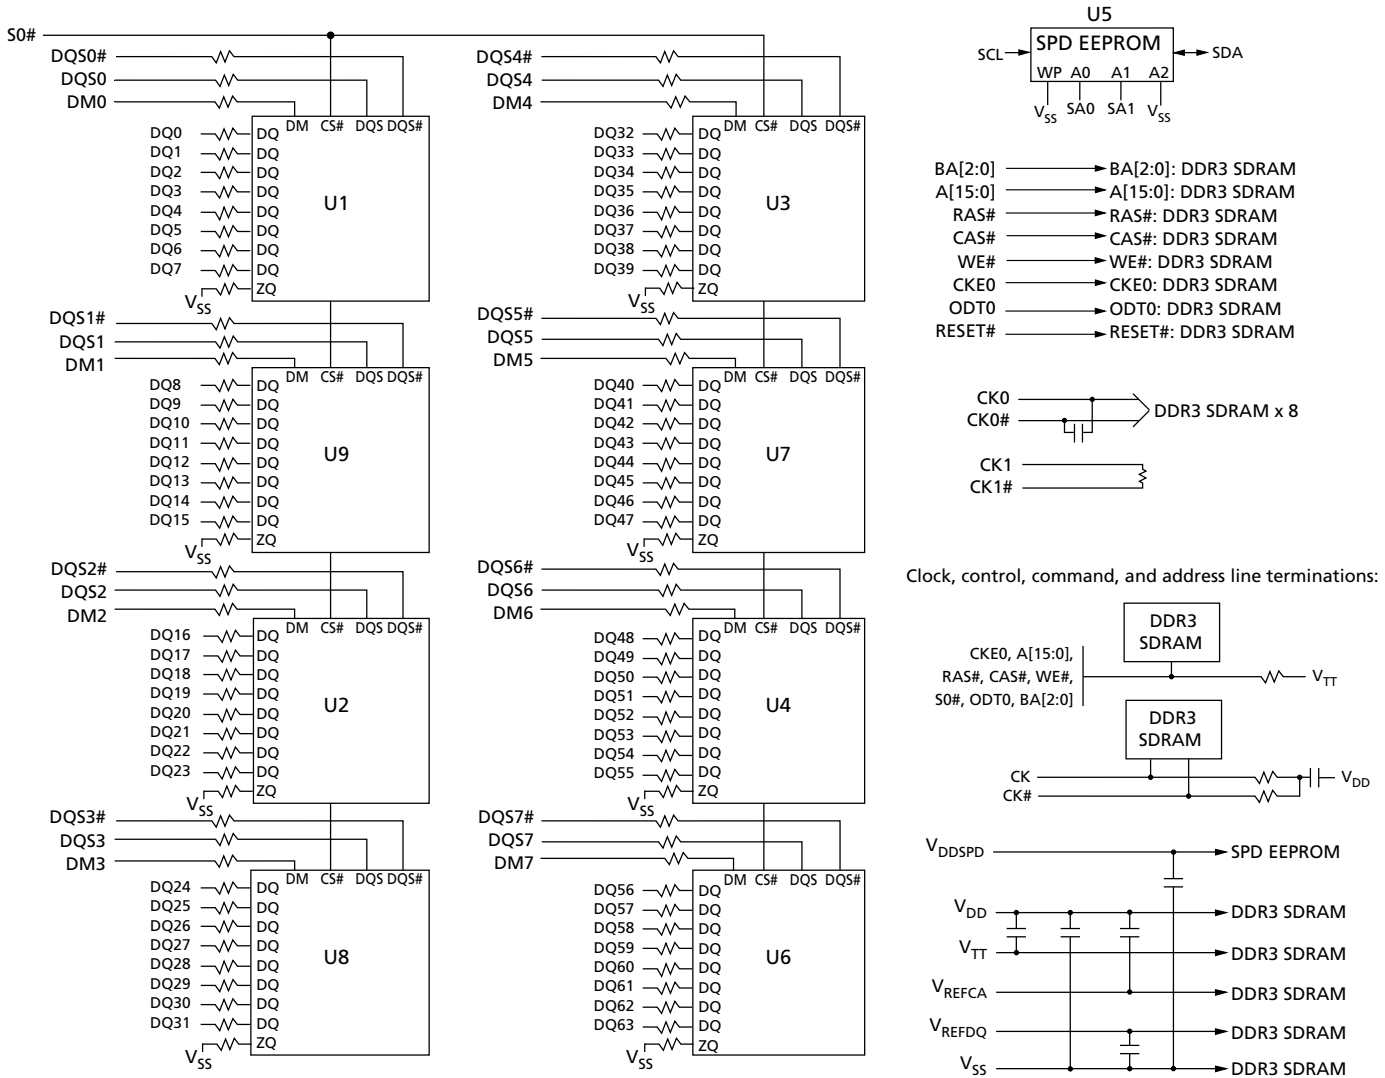 S0#
DQS0#
DQS0
DM0
DM CS# DQS DQS#
DQ0 DQ
DQ1 DQ
DQ2 DQ
DQ3 DQ
DQ4 DQ
DQ5 DQ
DQ6 DQ
DQ7 DQ
VSS ZQ
U1
DQS1#
DQS1
DM1
DM CS# DQS DQS#
DQ8 DQ
DQ9 DQ
DQ10 DQ
DQ11 DQ
DQ12 DQ
DQ13 DQ
DQ14 DQ
DQ15 DQ
VSS ZQ
U9
DQS2#
DQS2
DM2
DM CS# DQS DQS#
DQ16 DQ
DQ17 DQ
DQ18 DQ
DQ19 DQ
DQ20 DQ
DQ21 DQ
DQ22 DQ
DQ23 DQ
VSS ZQ
U2
DQS3#
DQS3
DM3
DM CS# DQS DQS#
DQ24 DQ
DQ25 DQ
DQ26 DQ
DQ27 DQ
DQ28 DQ
DQ29 DQ
DQ30 DQ
DQ31 DQ
VSS ZQ
U8
DQS4#
DQS4
DM4
DM CS# DQS DQS#
DQ32 DQ
DQ33 DQ
DQ34 DQ
DQ35 DQ
DQ36 DQ
DQ37 DQ
DQ38 DQ
DQ39 DQ
VSS ZQ
U3
DQS5#
DQS5
DM5
DM CS# DQS DQS#
DQ40 DQ
DQ41 DQ
DQ42 DQ
DQ43 DQ
DQ44 DQ
DQ45 DQ
DQ46 DQ
DQ47 DQ
VSS ZQ
U7
DQS6#
DQS6
DM6
DM CS# DQS DQS#
DQ48 DQ
DQ49 DQ
DQ50 DQ
DQ51 DQ
DQ52 DQ
DQ53 DQ
DQ54 DQ
DQ55 DQ
VSS ZQ
U4
DQS7#
DQS7
DM7
DM CS# DQS DQS#
DQ56 DQ
DQ57 DQ
DQ58 DQ
DQ59 DQ
DQ60 DQ
DQ61 DQ
DQ62 DQ
DQ63 DQ
VSS ZQ
U6
U5
SCL SPD EEPROM SDA
WP A0 A1 A2
VSS SA0 SA1 VSS
BA[2:0] BA[2:0]: DDR3 SDRAM
A[15:0] A[15:0]: DDR3 SDRAM
RAS# RAS#: DDR3 SDRAM
CAS# CAS#: DDR3 SDRAM
WE# WE#: DDR3 SDRAM
CKE0 CKE0: DDR3 SDRAM
ODT0 ODT0: DDR3 SDRAM
RESET# RESET#: DDR3 SDRAM
CK0
CK0#
DDR3 SDRAM x 8
CK1
CK1#
Clock, control, command, and address line terminations:
DDR3
SDRAM
CKE0, A[15:0],
RAS#, CAS#, WE#,
S0#, ODT0, BA[2:0]
VTT
DDR3
SDRAM
CK
CK#
VDD
VDDSPD SPD EEPROM
VDD DDR3 SDRAM
VTT DDR3 SDRAM
VREFCA DDR3 SDRAM
VREFDQ DDR3 SDRAM
VSS DDR3 SDRAM